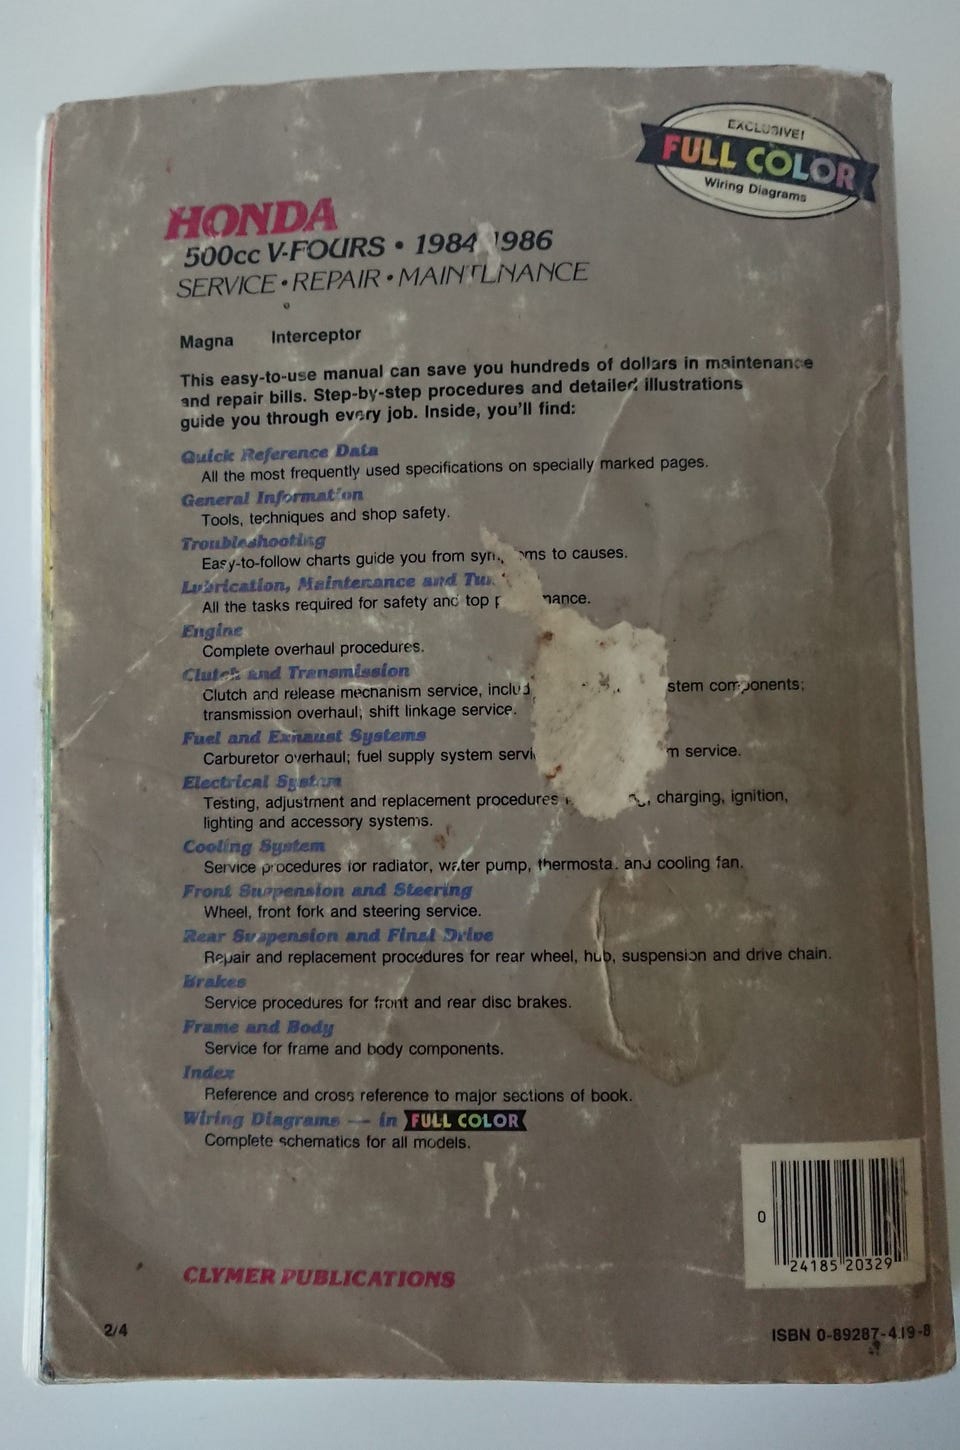 EXCLUSIVE!
FULL COLOR
Wiring Diagrams
HONDA
500cc V-FOURS • 1984 1986
SERVICE • REPAIR • MAINTENANCE
Magna Interceptor
This easy-to-use manual can save you hundreds of dollars in maintenance
and repair bills. Step-by-step procedures and detailed illustrations
guide you through every job. Inside, you'll find:
Quick Reference Data
All the most frequently used specifications on specially marked pages.
General Information
Tools, techniques and shop safety.
Troubleshooting
Easy-to-follow charts guide you from symptoms to causes.
Lubrication, Maintenance and
All the tasks required for safety and top
Engine
Complete overhaul procedures.
Clutch and Transmission
Clutch and release mechanism service, components;
transmission overhaul; shift linkage service.
Fuel and Exhaust Systems
Carburetor overhaul; fuel supply system service.
Electrical System
Testing, adjustment and replacement procedures charging, ignition,
lighting and accessory systems.
Cooling System
Service procedures for radiator, water pump, thermostat and cooling fan.
Front Suspension and Steering
Wheel, front fork and steering service.
Rear Suspension and Final Drive
Repair and replacement procedures for rear wheel, hub, suspension and drive chain.
Brakes
Service procedures for front and rear disc brakes.
Frame and Body
Service for frame and body components.
Index
Reference and cross reference to major sections of book.
Wiring Diagrams — in FULL COLOR
Complete schematics for all models.
0
24185 20329
CLYMER PUBLICATIONS
2/4
ISBN 0-89287-419-8